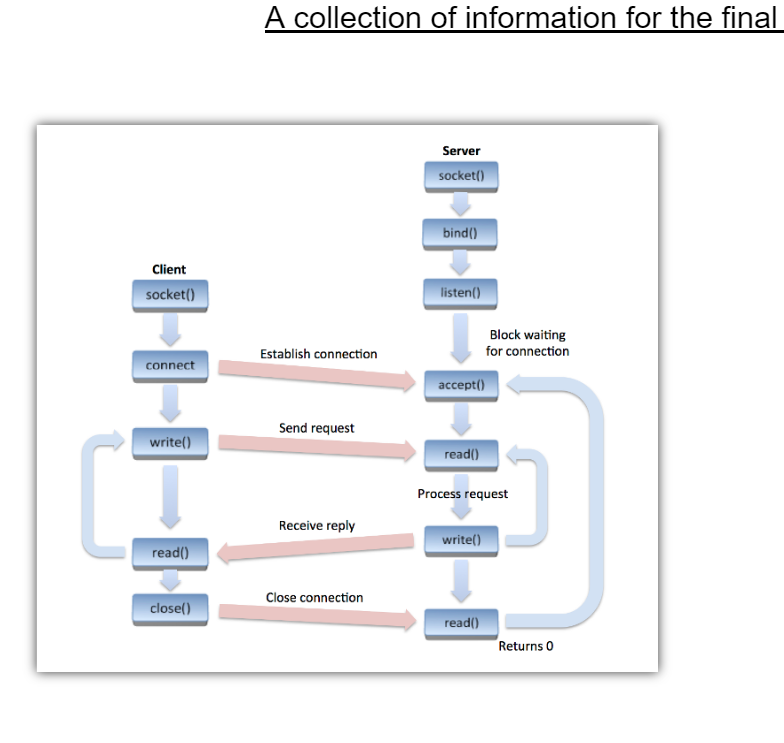 A collection of information for the final
Server
socket()
bind()
Client
listen()
socket()
Block waiting
for connection
Establish connection
connect
accept()
Send request
write()
read()
Process request
Receive reply
write()
read()
Close connection
close()
read()
Returns 0